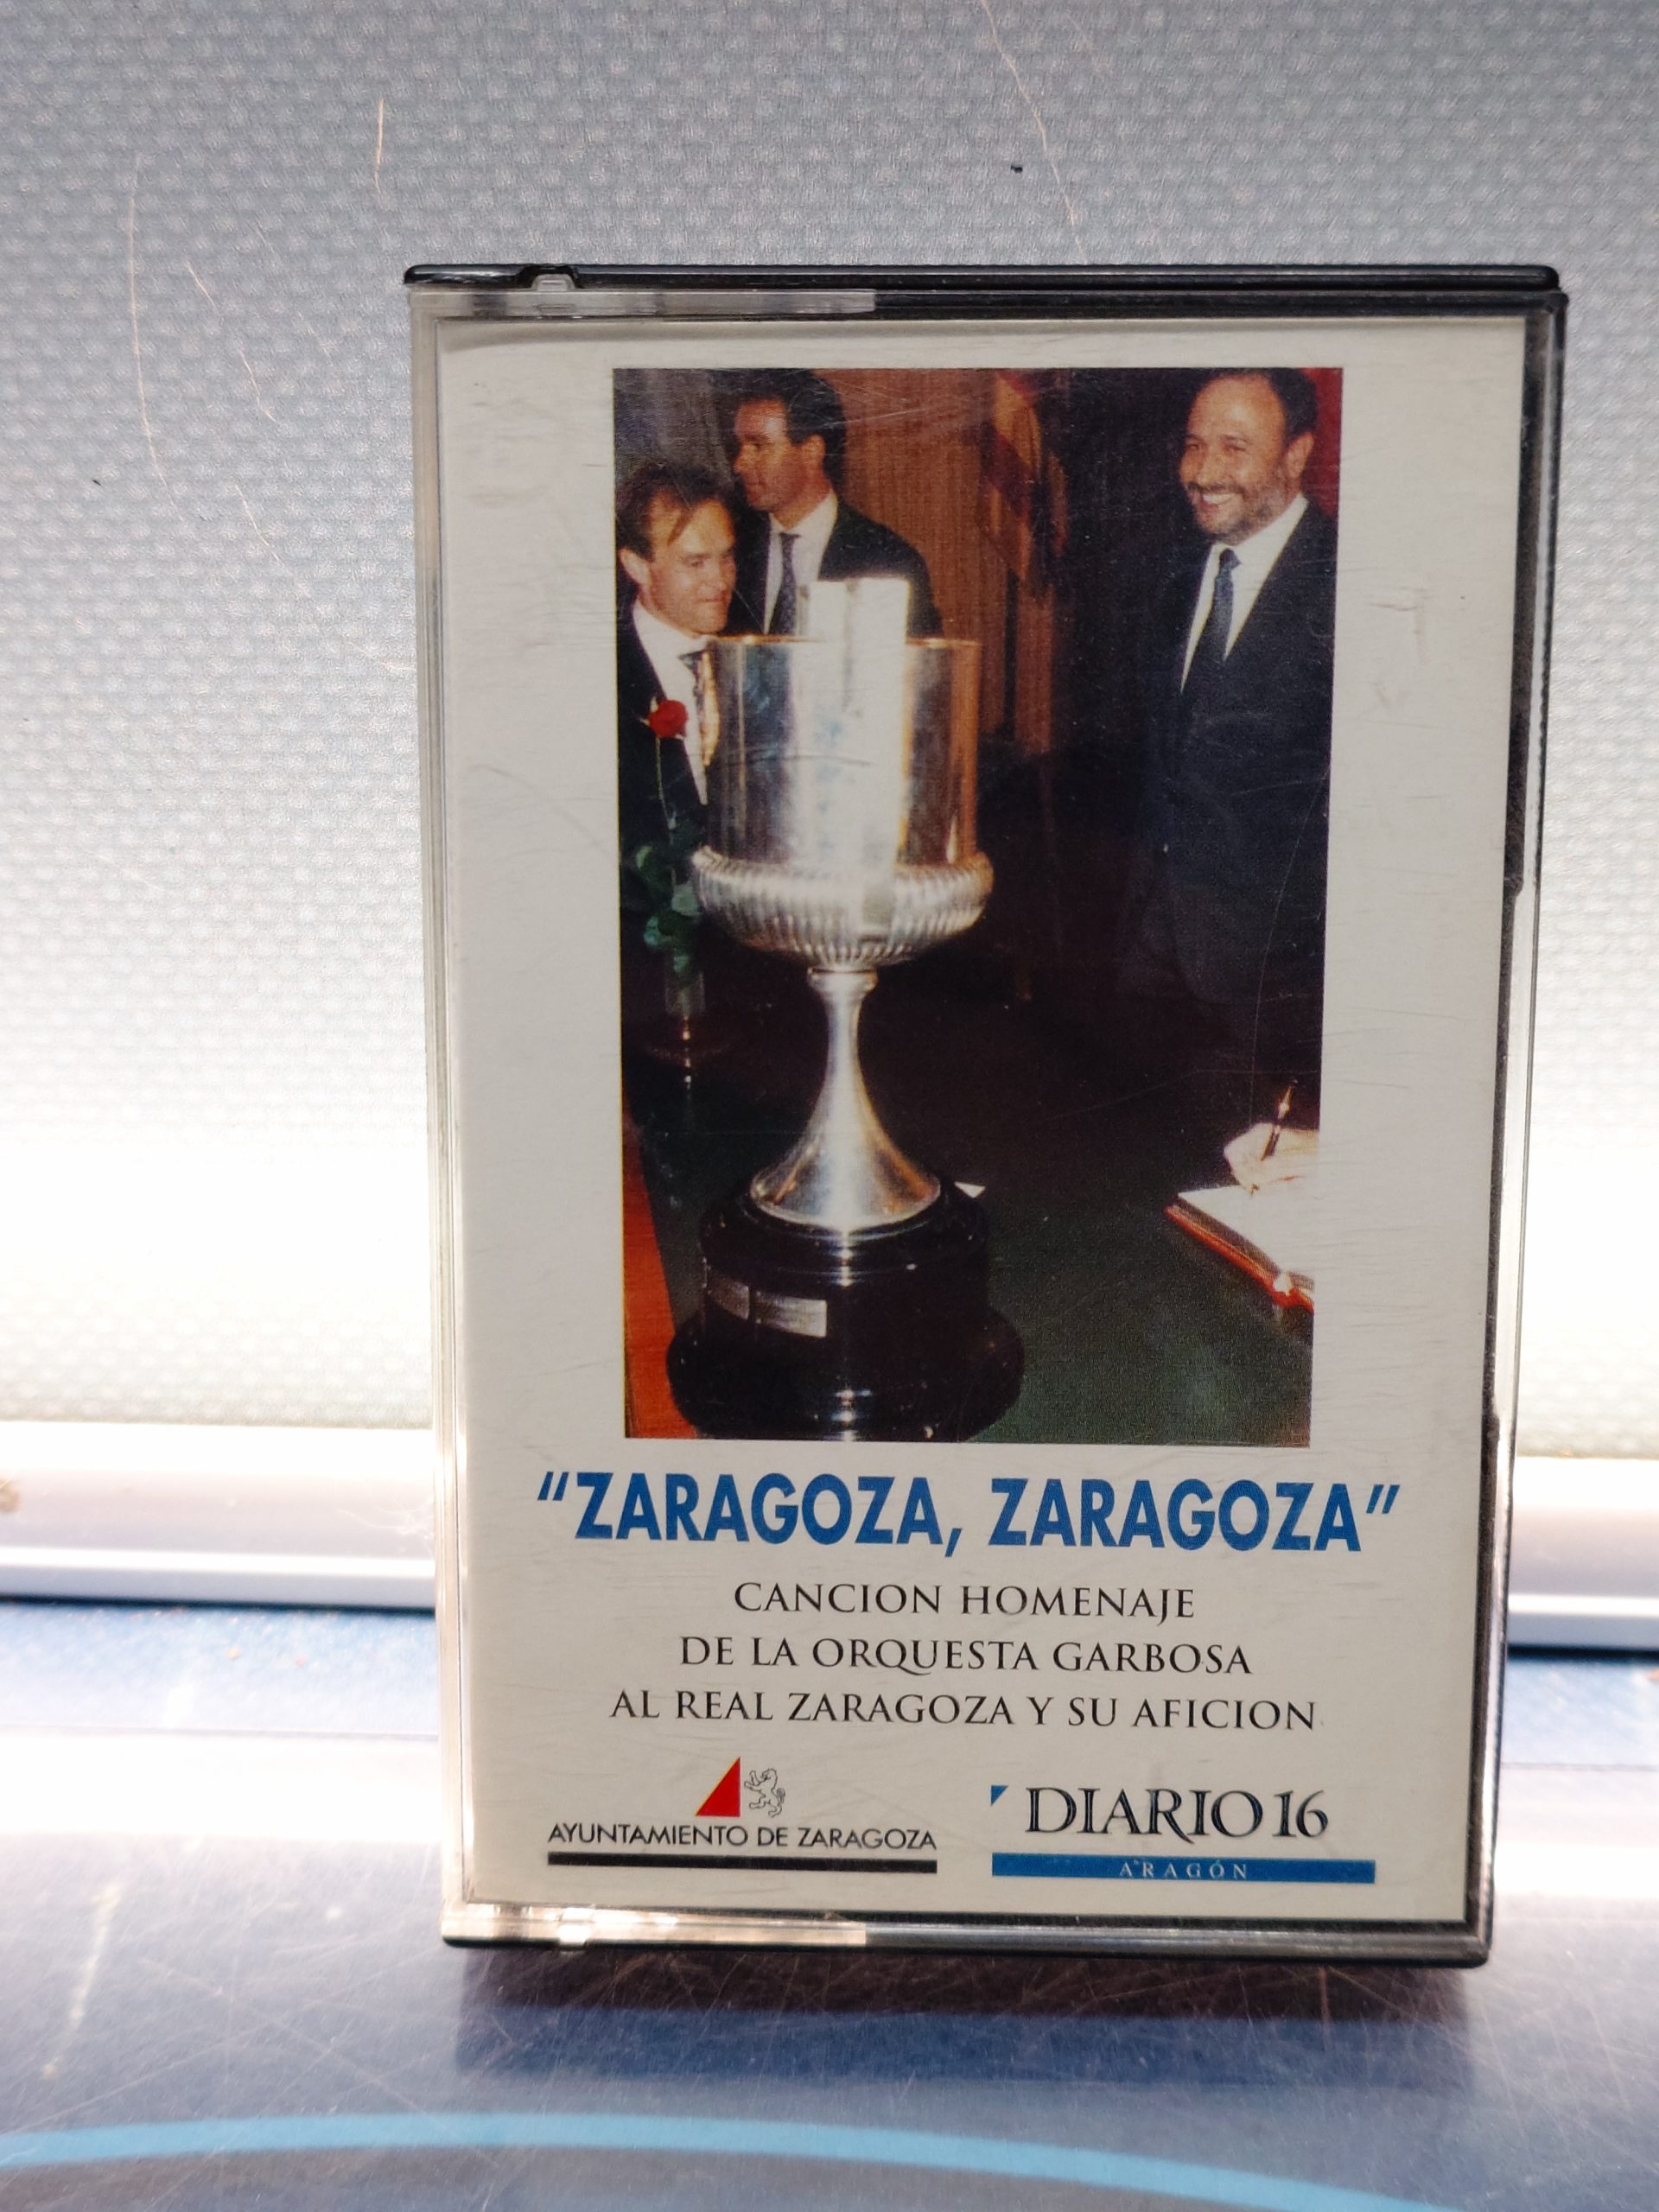 “ZARAGOZA, ZARAGOZA”
CANCION HOMENAJE
DE LA ORQUESTA GARBOSA
AL REAL ZARAGOZA Y SU AFICION
AYUNTAMIENTO DE ZARAGOZA
DIARIO 16
ARAGÓN